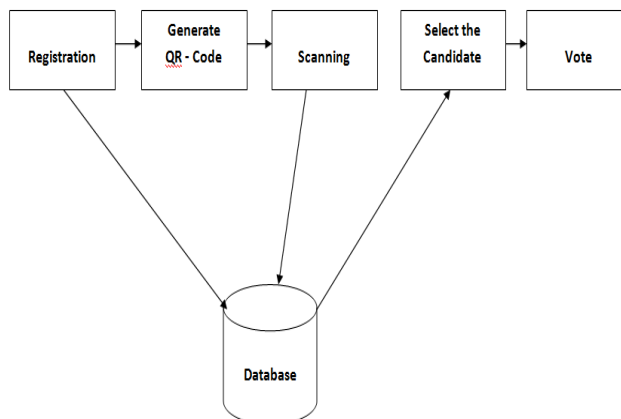 Registration
Generate
QR - Code
Scanning
Select the
Candidate
Vote
Database